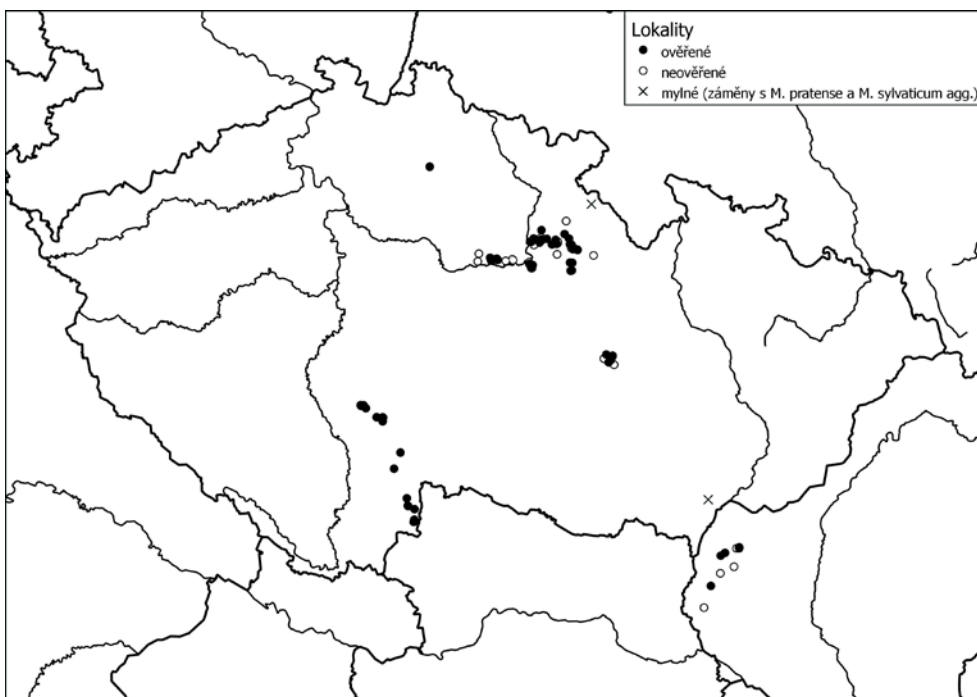 Lokality
ověřené
neověřené
mylné (záměny s M. pratense a M. sylvaticum agg.)